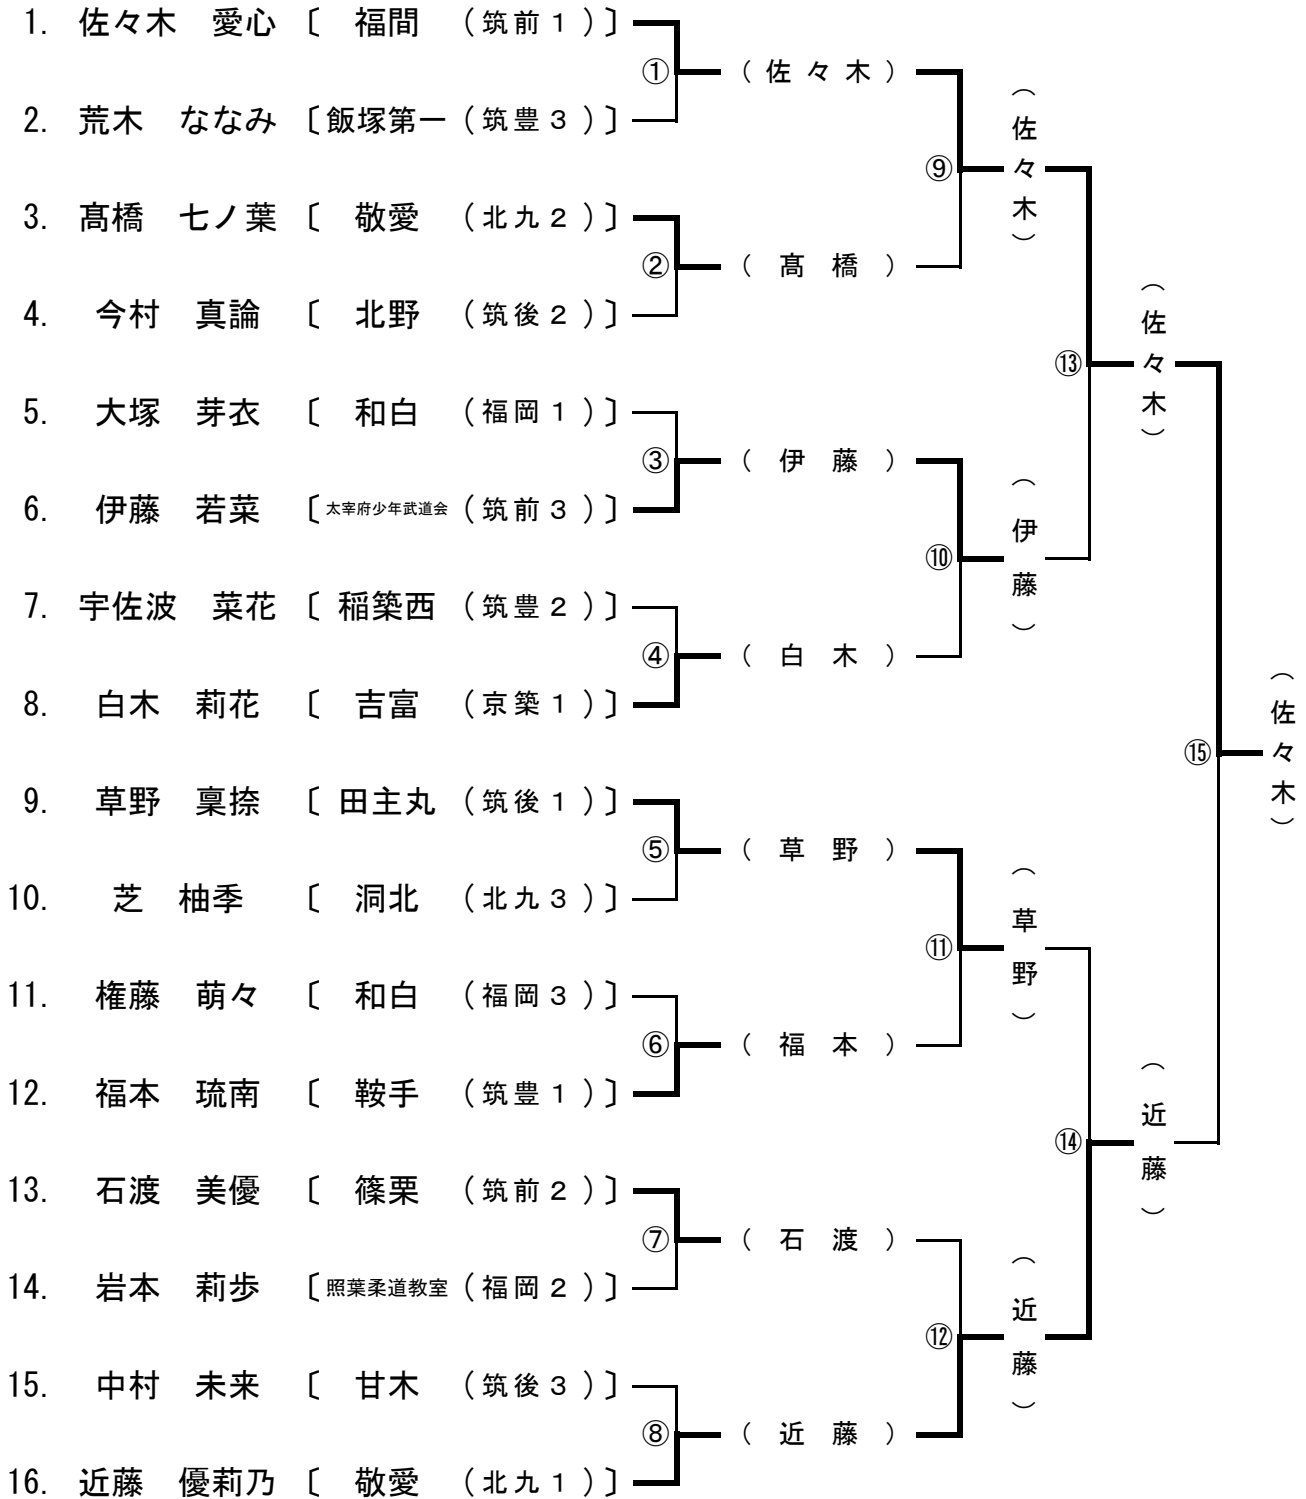 1. 佐々木 愛心 〔 福間 (筑前1)〕
① (佐々木)
2. 荒木 ななみ 〔飯塚第一(筑豊3)〕
⑨ (佐々木)
3. 髙橋 七ノ葉 〔 敬愛 (北九2)〕
② (髙橋)
4. 今村 真論 〔 北野 (筑後2)〕
⑬ (佐々木)
5. 大塚 芽衣 〔 和白 (福岡1)〕
③ (伊藤)
6. 伊藤 若菜 〔太宰府少年武道会(筑前3)〕
⑩ (伊藤)
7. 宇佐波 菜花 〔 稲築西 (筑豊2)〕
④ (白木)
8. 白木 莉花 〔 吉富 (京築1)〕
⑮ (佐々木)
9. 草野 稟捺 〔 田主丸 (筑後1)〕
⑤ (草野)
10. 芝 柚季 〔 洞北 (北九3)〕
⑪ (草野)
11. 権藤 萌々 〔 和白 (福岡3)〕
⑥ (福本)
12. 福本 琉南 〔 鞍手 (筑豊1)〕
⑭ (近藤)
13. 石渡 美優 〔 篠栗 (筑前2)〕
⑦ (石渡)
14. 岩本 莉歩 〔照葉柔道教室(福岡2)〕
⑫ (近藤)
15. 中村 未来 〔 甘木 (筑後3)〕
⑧ (近藤)
16. 近藤 優莉乃 〔 敬愛 (北九1)〕